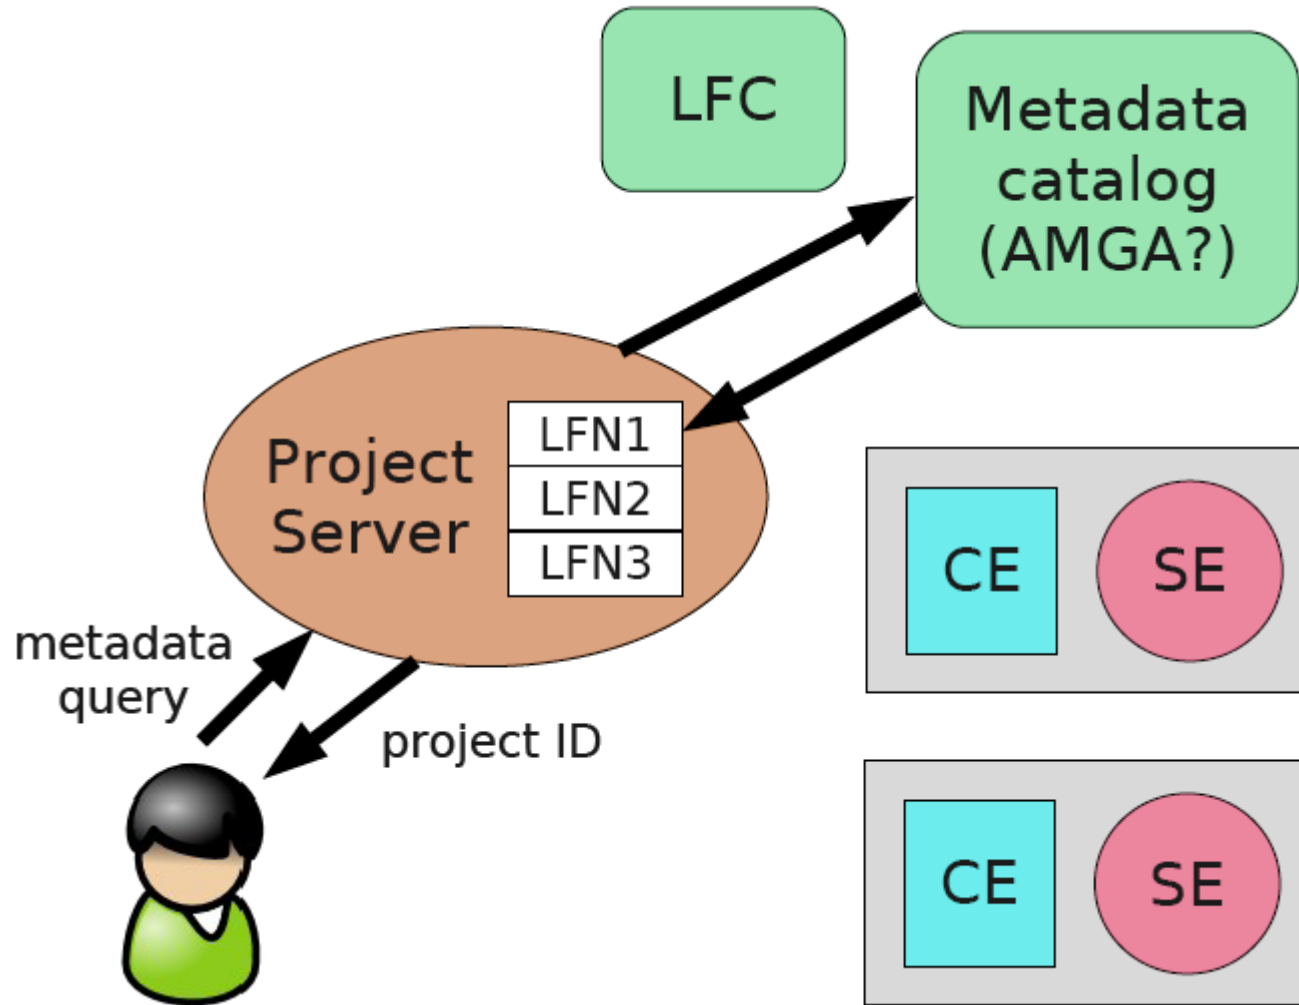 LFC
Metadata
catalog
(AMGA?)
Project
Server
LFN1
LFN2
LFN3
CE
SE
metadata
query
project ID
CE
SE